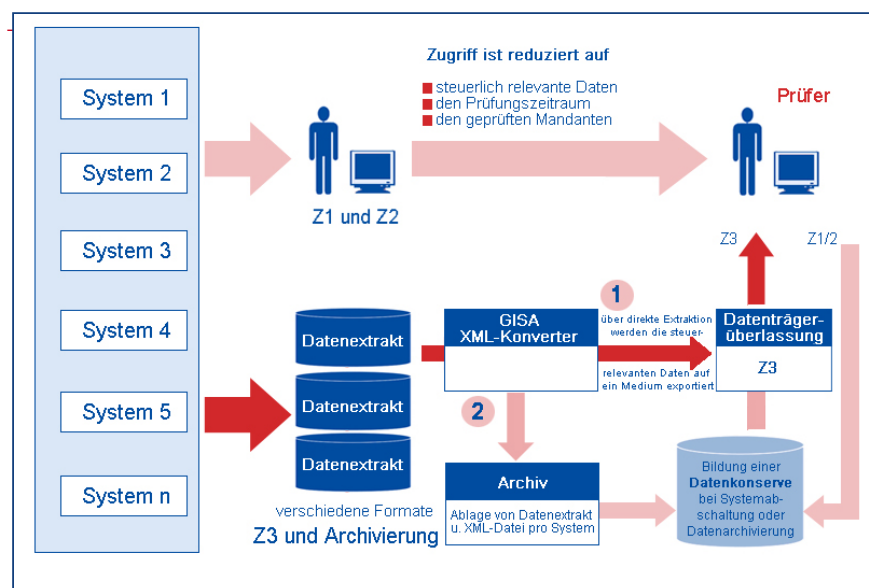 System 1
System 2
System 3
System 4
System 5
System n
Zugriff ist reduziert auf
steuerlich relevante Daten
den Prüfungszeitraum
den geprüften Mandanten
Prüfer
Z1 und Z2
Z3
Z1/2
Datenextrakt
Datenextrakt
Datenextrakt
verschiedene Formate
Z3 und Archivierung
GISA
XML-Konverter
1
über direkte Extraktion
werden die steuer-
relevanten Daten auf
ein Medium exportiert
Datenträger-
überlassung
Z3
2
Archiv
Ablage von Datenextrakt
u. XML-Datei pro System
Bildung einer
Datenkonserve
bei Systemab-
schaltung oder
Datenarchivierung